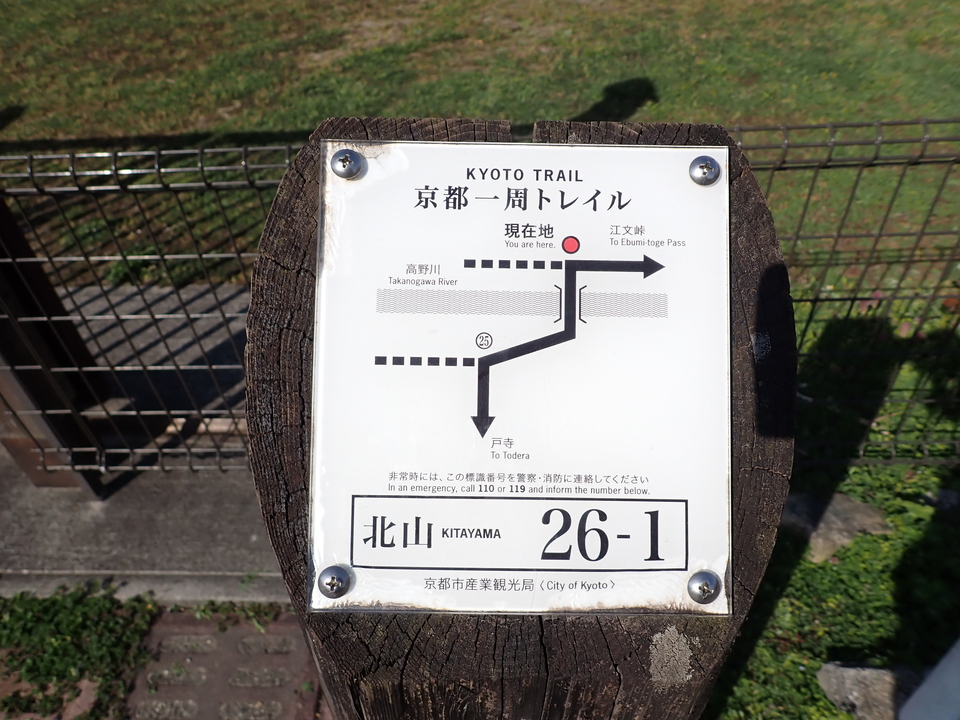 KYOTO TRAIL
京都一周トレイル
現在地
You are here.
江文峠
To Ebumi-toge Pass
高野川
Takanogawa River
25
戸寺
To Todera
非常時には、この標識番号を警察・消防に連絡してください
In an emergency, call 110 or 119 and inform the number below.
北山 KITAYAMA 26-1
京都市産業観光局〈City of Kyoto〉